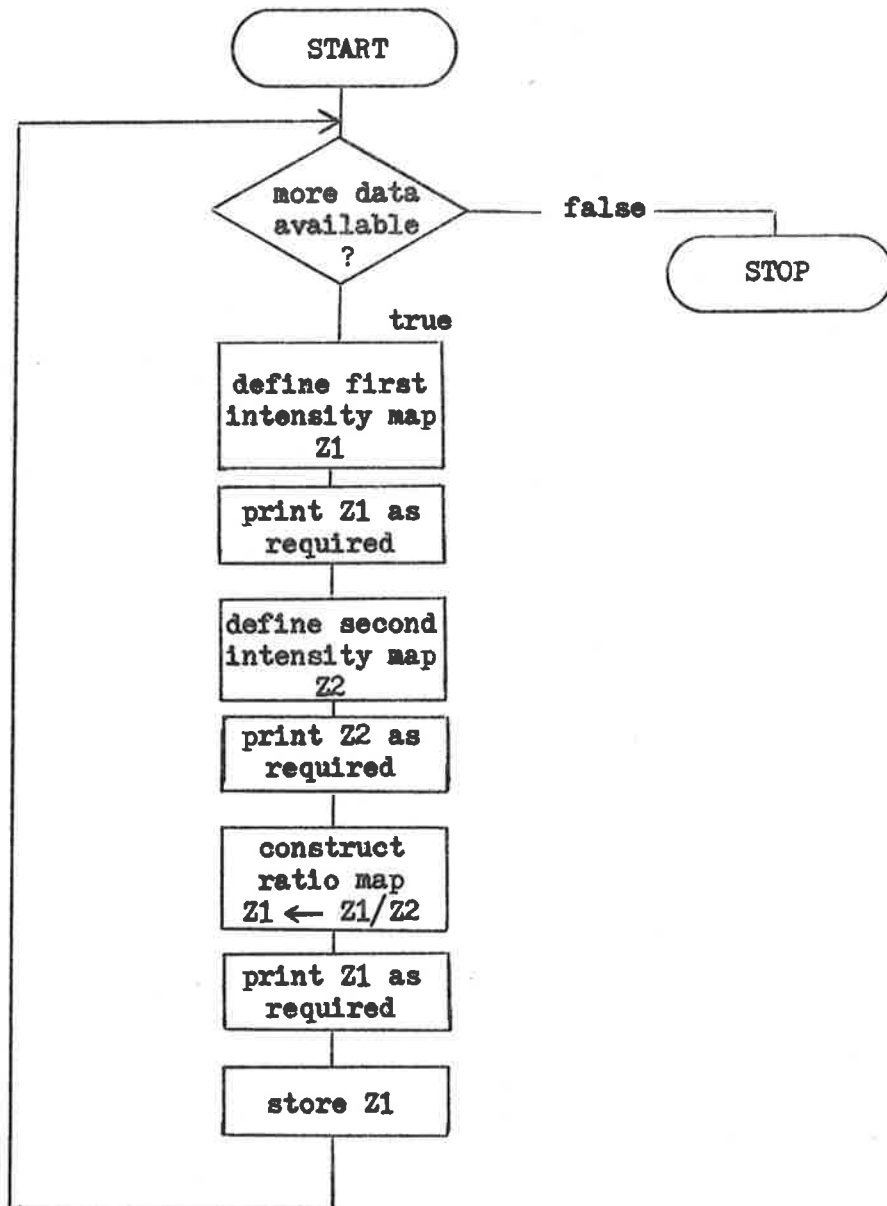 START
more data
available
?
false
STOP
true
define first
intensity map
Z1
print Z1 as
required
define second
intensity map
Z2
print Z2 as
required
construct
ratio map
Z1 ← Z1/Z2
print Z1 as
required
store Z1